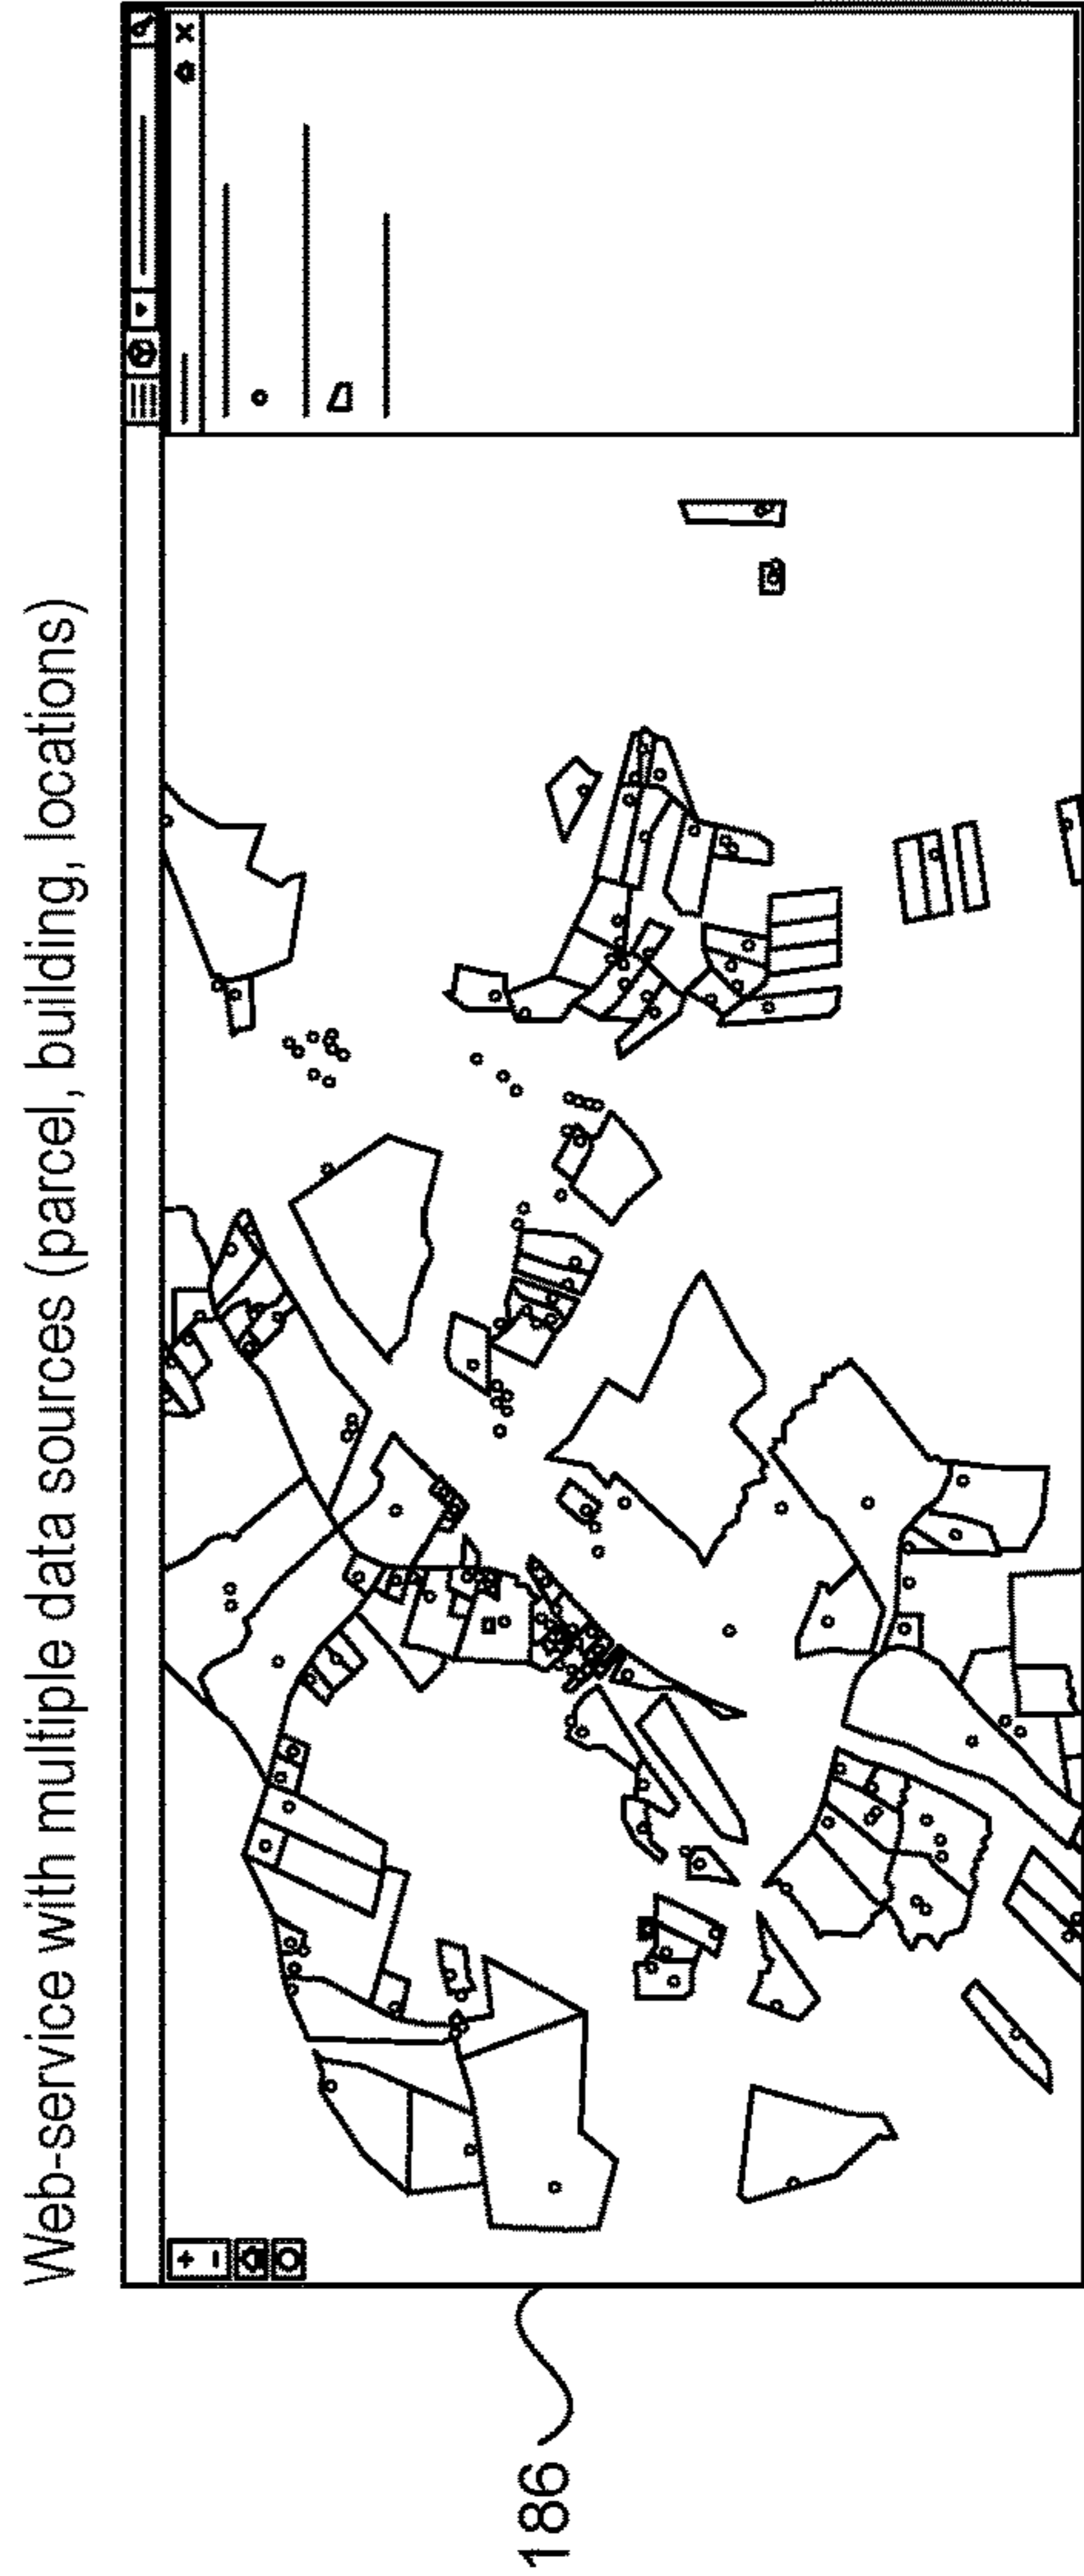 Web-service with multiple data sources (parcel, building, locations)
186